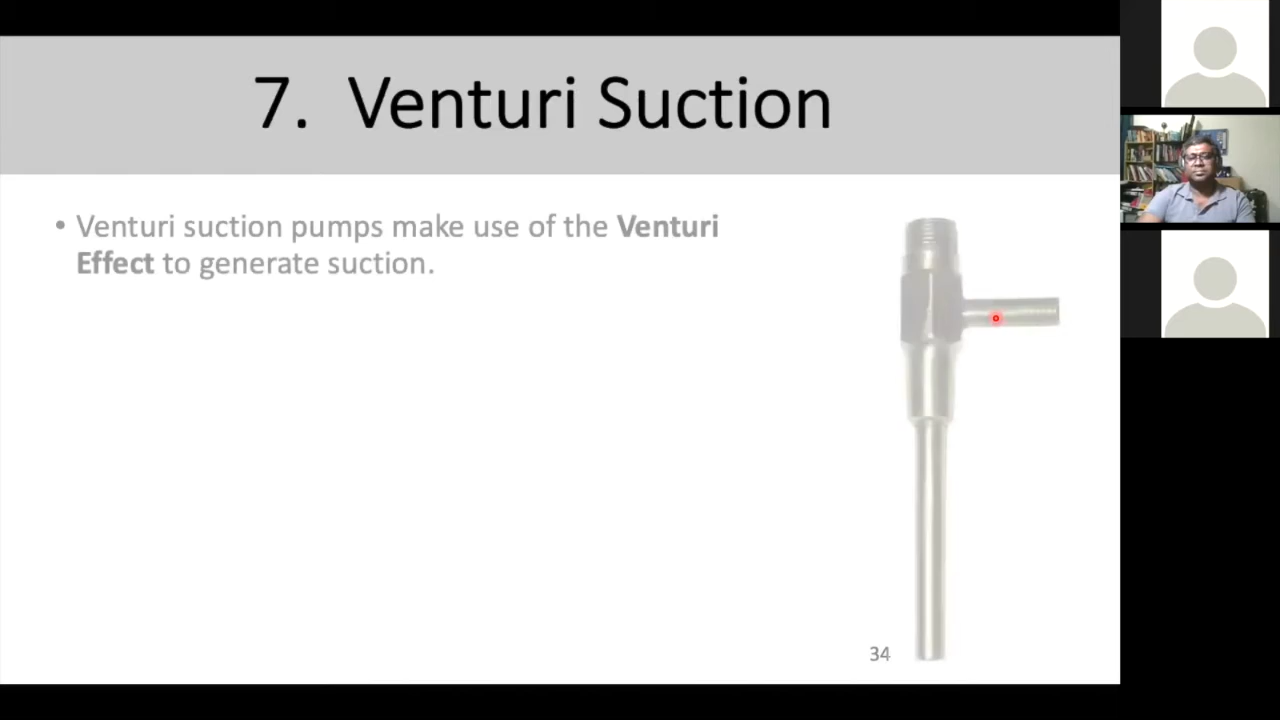 7. Venturi Suction
• Venturi suction pumps make use of the Venturi
Effect to generate suction.
34